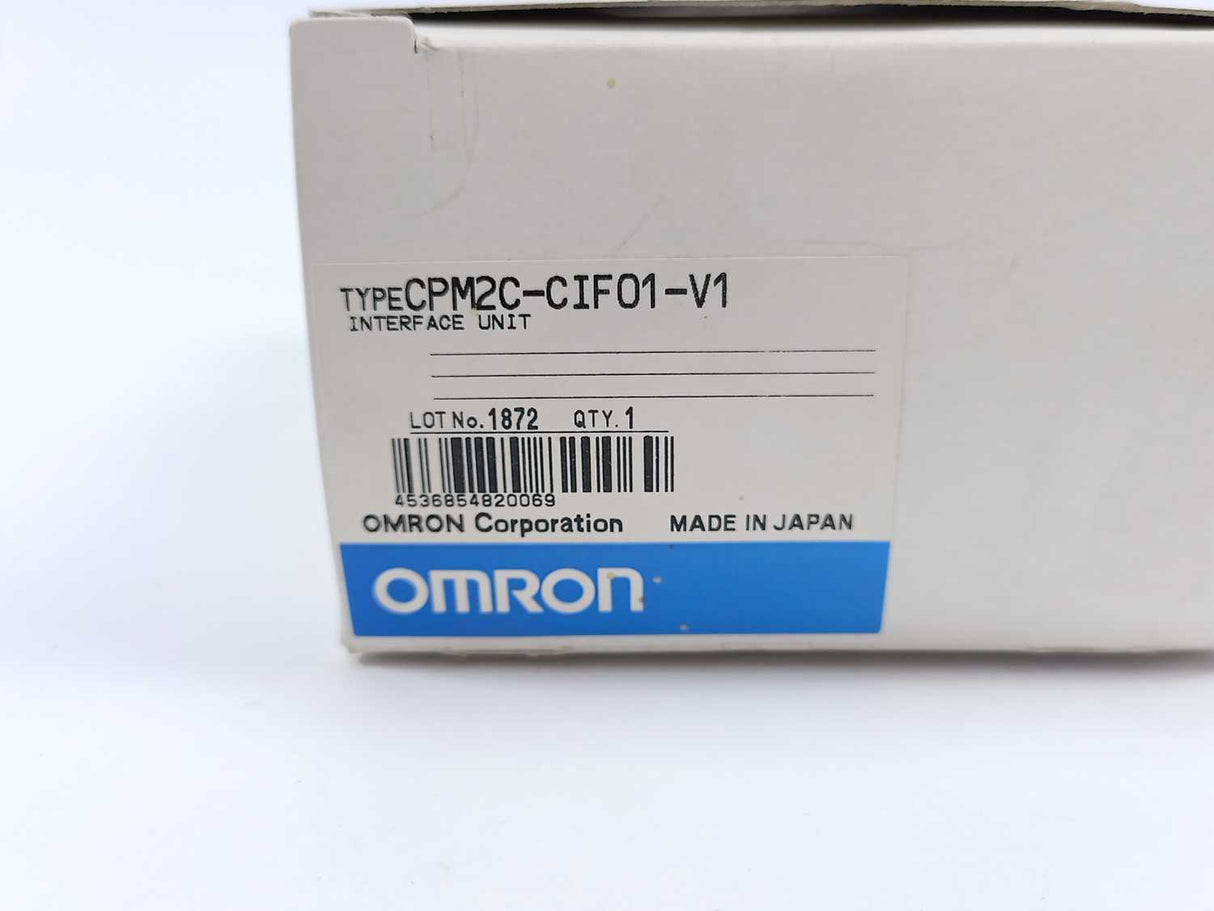 TYPE CPM2C-CIF01-V1
INTERFACE UNIT
LOT No. 1872 QTY. 1
4536854820069
OMRON Corporation MADE IN JAPAN
OMRON